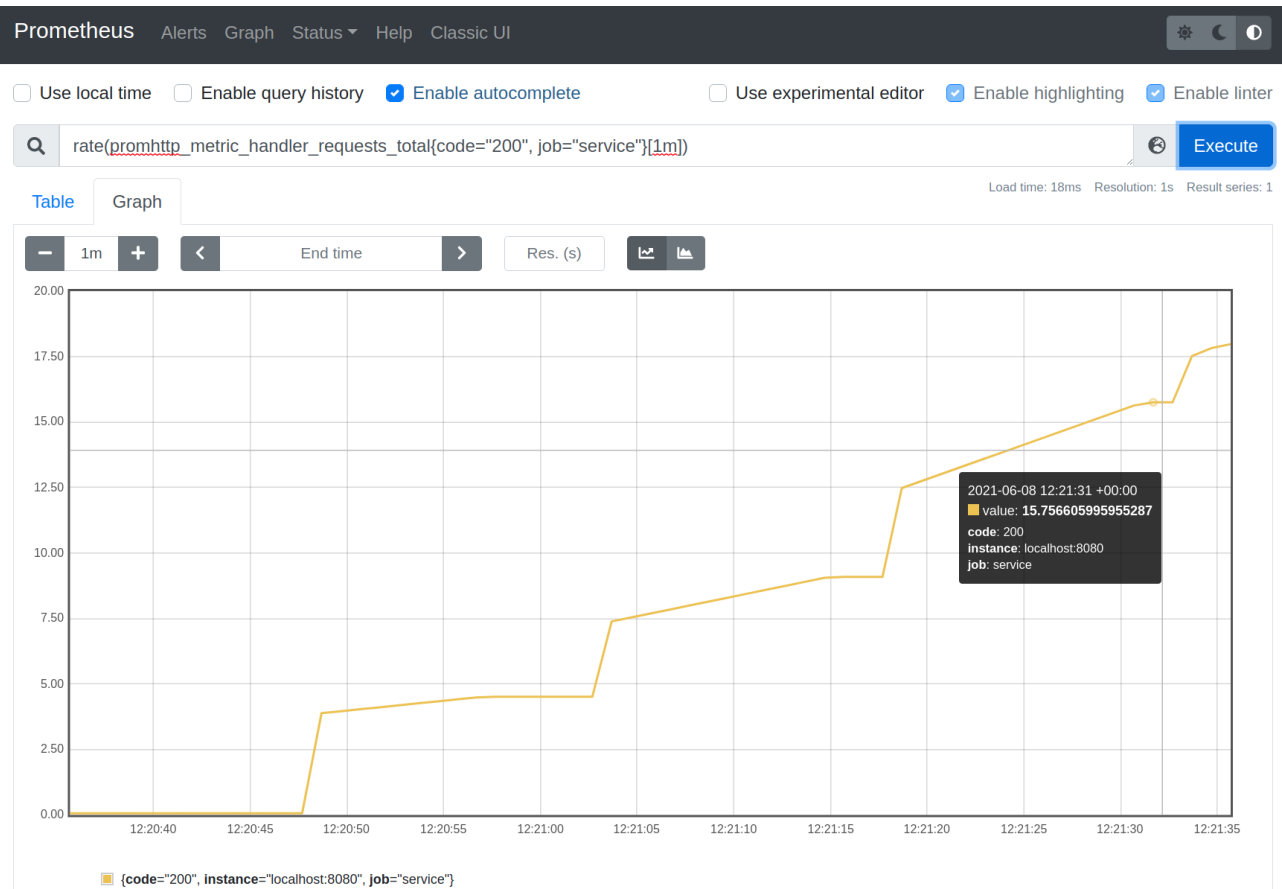 Prometheus Alerts Graph Status Help Classic UI
Use local time Enable query history Enable autocomplete Use experimental editor Enable highlighting Enable linter
rate(promhttp_metric_handler_requests_total{code="200", job="service"}[1m]) Execute
Load time: 18ms Resolution: 1s Result series: 1
Table Graph
1m End time Res. (s)
20.00
17.50
15.00
12.50
10.00
7.50
5.00
2.50
0.00
2021-06-08 12:21:31 +00:00
value: 15.756605995955287
code: 200
instance: localhost:8080
job: service
12:20:40 12:20:45 12:20:50 12:20:55 12:21:00 12:21:05 12:21:10 12:21:15 12:21:20 12:21:25 12:21:30 12:21:35
{code="200", instance="localhost:8080", job="service"}